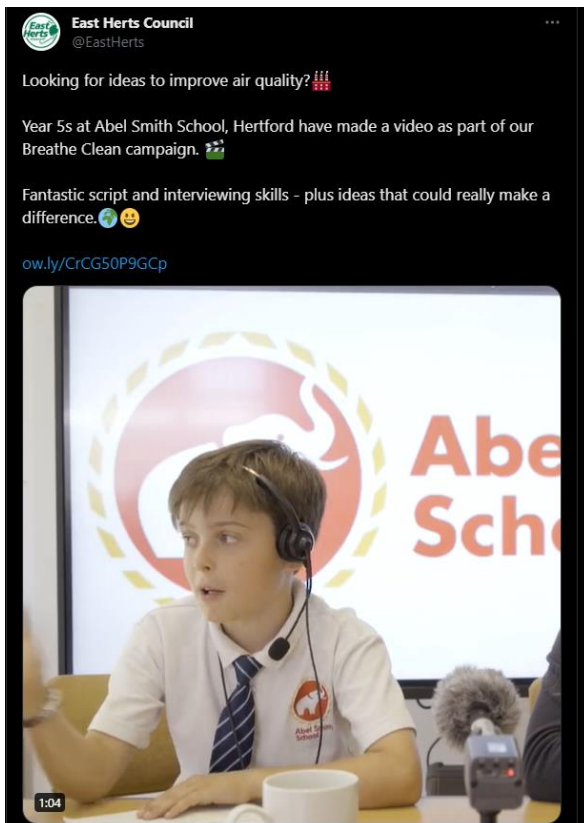 East Herts Council
@EastHerts
Looking for ideas to improve air quality?🏭
Year 5s at Abel Smith School, Hertford have made a video as part of our
Breathe Clean campaign. 🎬
Fantastic script and interviewing skills - plus ideas that could really make a
difference.🌍😀
ow.ly/CrCG50P9GCp
East
Herts
Abe
Sch
Abel Smith
School
1:04